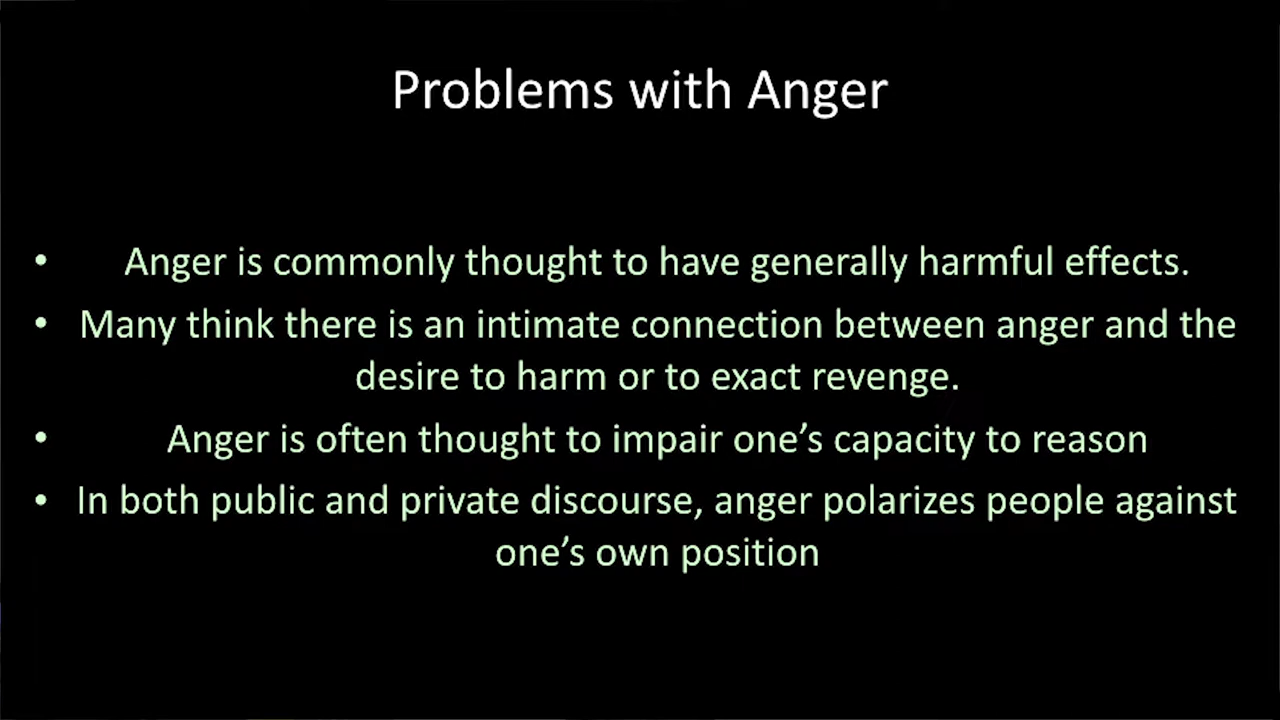 Problems with Anger
• Anger is commonly thought to have generally harmful effects.
• Many think there is an intimate connection between anger and the
desire to harm or to exact revenge.
• Anger is often thought to impair one’s capacity to reason
• In both public and private discourse, anger polarizes people against
one’s own position